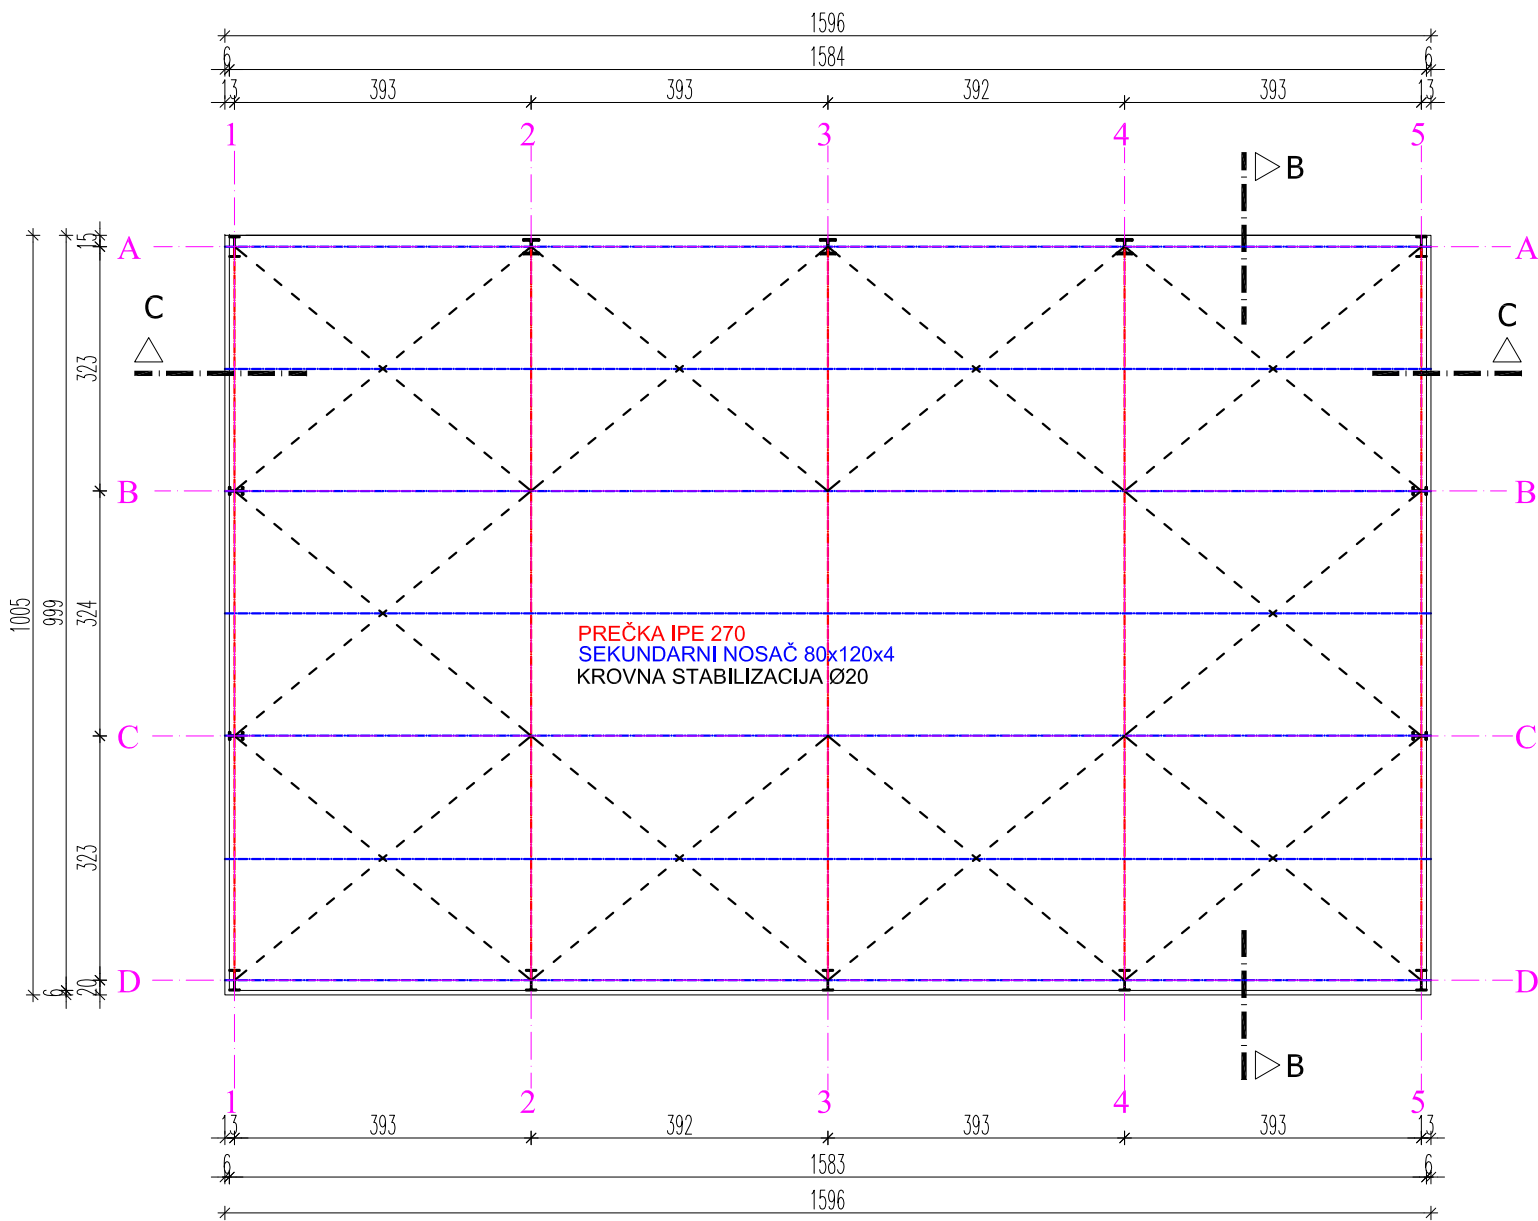 1596
6 1584 6
13 393 393 392 393 13
1 2 3 4 5
B
15
A A
C C
323
B B
1005 999 324
PREČKA IPE 270
SEKUNDARNI NOSAČ 80x120x4
KROVNA STABILIZACIJA Ø20
C C
323
6 20
D D
B
1 2 3 4 5
13 393 392 393 393 13
6 1583 6
1596